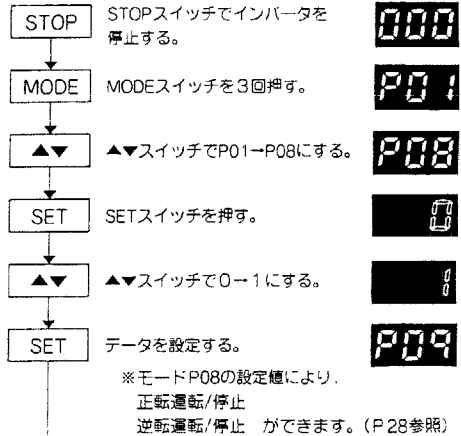 STOP STOPスイッチでインバータを
停止する。 000
MODE MODEスイッチを3回押す。 P01
▲▼ ▲▼スイッチでP01→P08にする。 P08
SET SETスイッチを押す。 0
▲▼ ▲▼スイッチで0→1にする。 1
SET データを設定する。 P09
※モードP08の設定値により、
正転運転/停止
逆転運転/停止 ができます。(P28参照)